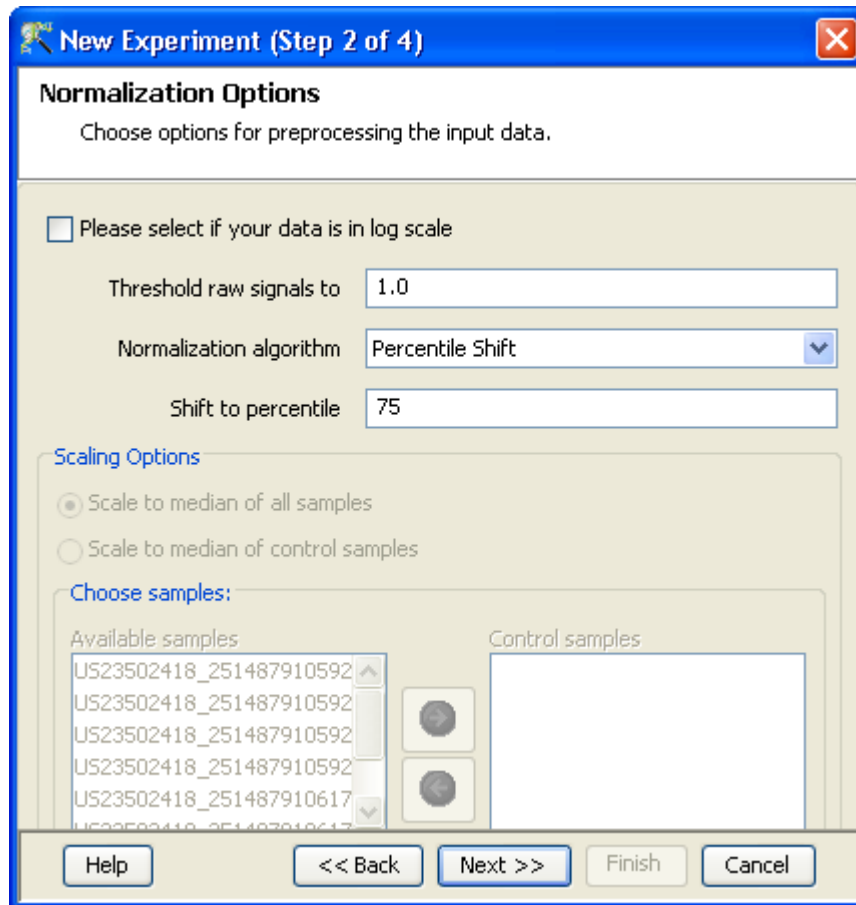 New Experiment (Step 2 of 4)
Normalization Options
Choose options for preprocessing the input data.
Please select if your data is in log scale
Threshold raw signals to 1.0
Normalization algorithm Percentile Shift
Shift to percentile 75
Scaling Options
Scale to median of all samples
Scale to median of control samples
Choose samples:
Available samples Control samples
US23502418_251487910592
US23502418_251487910592
US23502418_251487910592
US23502418_251487910592
US23502418_251487910617
Help << Back Next >> Finish Cancel